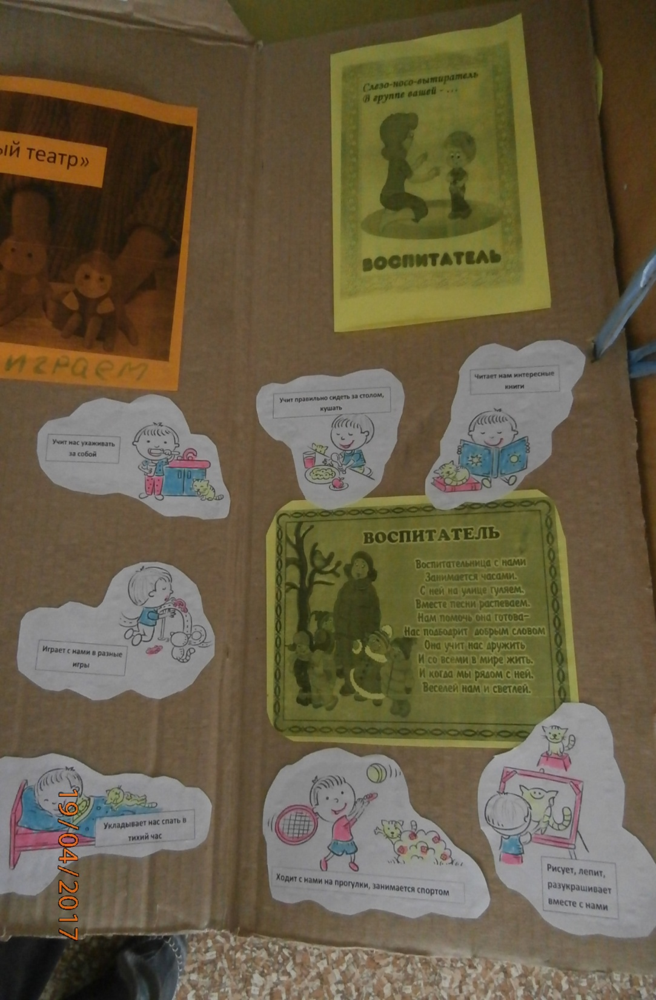 ый театр»
играем
Слезо-носо-вытиратель
В группе вашей - ...
ВОСПИТАТЕЛЬ
Учит нас ухаживать
за собой
Учит правильно сидеть за столом,
кушать
Читает нам интересные
книги
Играет с нами в разные
игры
ВОСПИТАТЕЛЬ
Воспитательница с нами
Занимается часами.
С ней на улице гуляем.
Вместе песни распеваем.
Нам помочь она готова–
Нас подбодрит добрым словом
Она учит нас дружить
И со всеми в мире жить.
И когда мы рядом с ней,
Веселей нам и светлей.
Укладывает нас спать в
тихий час
Ходит с нами на прогулки, занимается спортом
Рисует, лепит,
разукрашивает
вместе с нами
19/04/2017